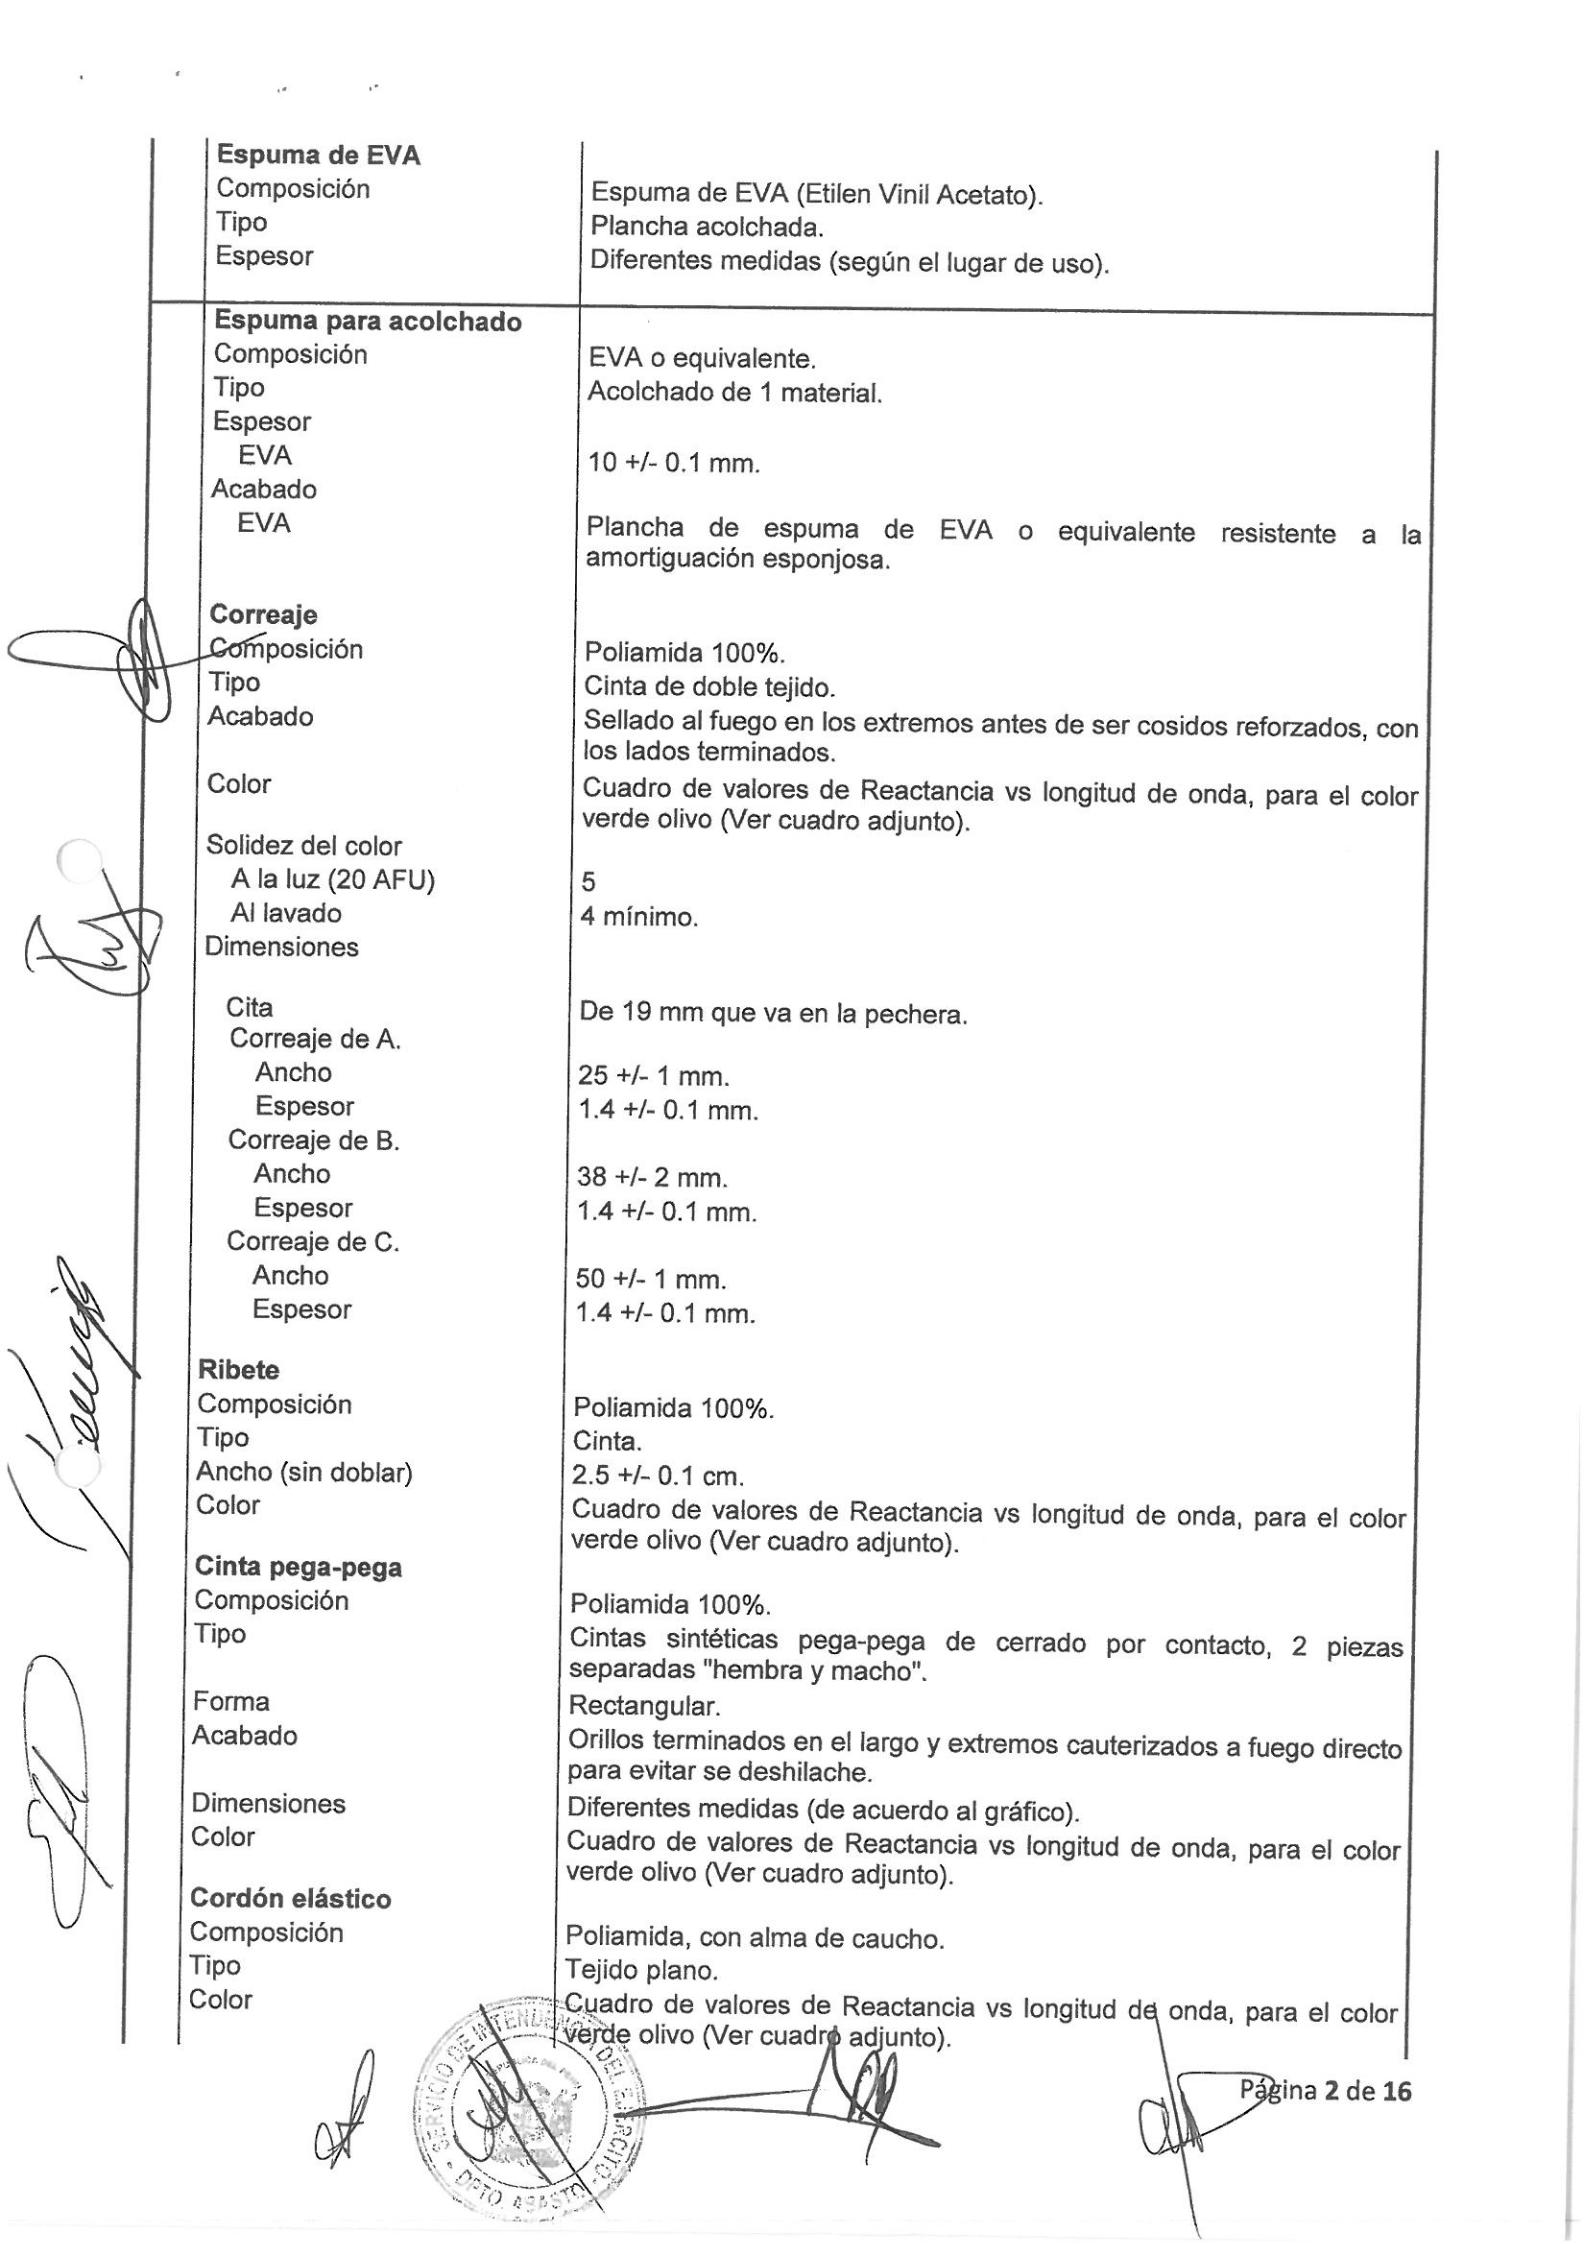 Espuma de EVA
Composición Espuma de EVA (Etilen Vinil Acetato).
Tipo Plancha acolchada.
Espesor Diferentes medidas (según el lugar de uso).
Espuma para acolchado
Composición EVA o equivalente.
Tipo Acolchado de 1 material.
Espesor
EVA 10 +/- 0.1 mm.
Acabado
EVA Plancha de espuma de EVA o equivalente resistente a la
amortiguación esponjosa.
Correaje
Composición Poliamida 100%.
Tipo Cinta de doble tejido.
Acabado Sellado al fuego en los extremos antes de ser cosidos reforzados, con
los lados terminados.
Color Cuadro de valores de Reactancia vs longitud de onda, para el color
verde olivo (Ver cuadro adjunto).
Solidez del color
A la luz (20 AFU) 5
Al lavado 4 mínimo.
Dimensiones
Cita De 19 mm que va en la pechera.
Correaje de A.
Ancho 25 +/- 1 mm.
Espesor 1.4 +/- 0.1 mm.
Correaje de B.
Ancho 38 +/- 2 mm.
Espesor 1.4 +/- 0.1 mm.
Correaje de C.
Ancho 50 +/- 1 mm.
Espesor 1.4 +/- 0.1 mm.
Ribete
Composición Poliamida 100%.
Tipo Cinta.
Ancho (sin doblar) 2.5 +/- 0.1 cm.
Color Cuadro de valores de Reactancia vs longitud de onda, para el color
verde olivo (Ver cuadro adjunto).
Cinta pega-pega
Composición Poliamida 100%.
Tipo Cintas sintéticas pega-pega de cerrado por contacto, 2 piezas
separadas "hembra y macho".
Forma Rectangular.
Acabado Orillos terminados en el largo y extremos cauterizados a fuego directo
para evitar se deshilache.
Dimensiones Diferentes medidas (de acuerdo al gráfico).
Color Cuadro de valores de Reactancia vs longitud de onda, para el color
verde olivo (Ver cuadro adjunto).
Cordón elástico
Composición Poliamida, con alma de caucho.
Tipo Tejido plano.
Color Cuadro de valores de Reactancia vs longitud de onda, para el color
verde olivo (Ver cuadro adjunto).
SERVICIO DE INTENDENCIA DEL EJERCITO
REPUBLICA DEL PERU
DPTO. ABASTO
Página 2 de 16